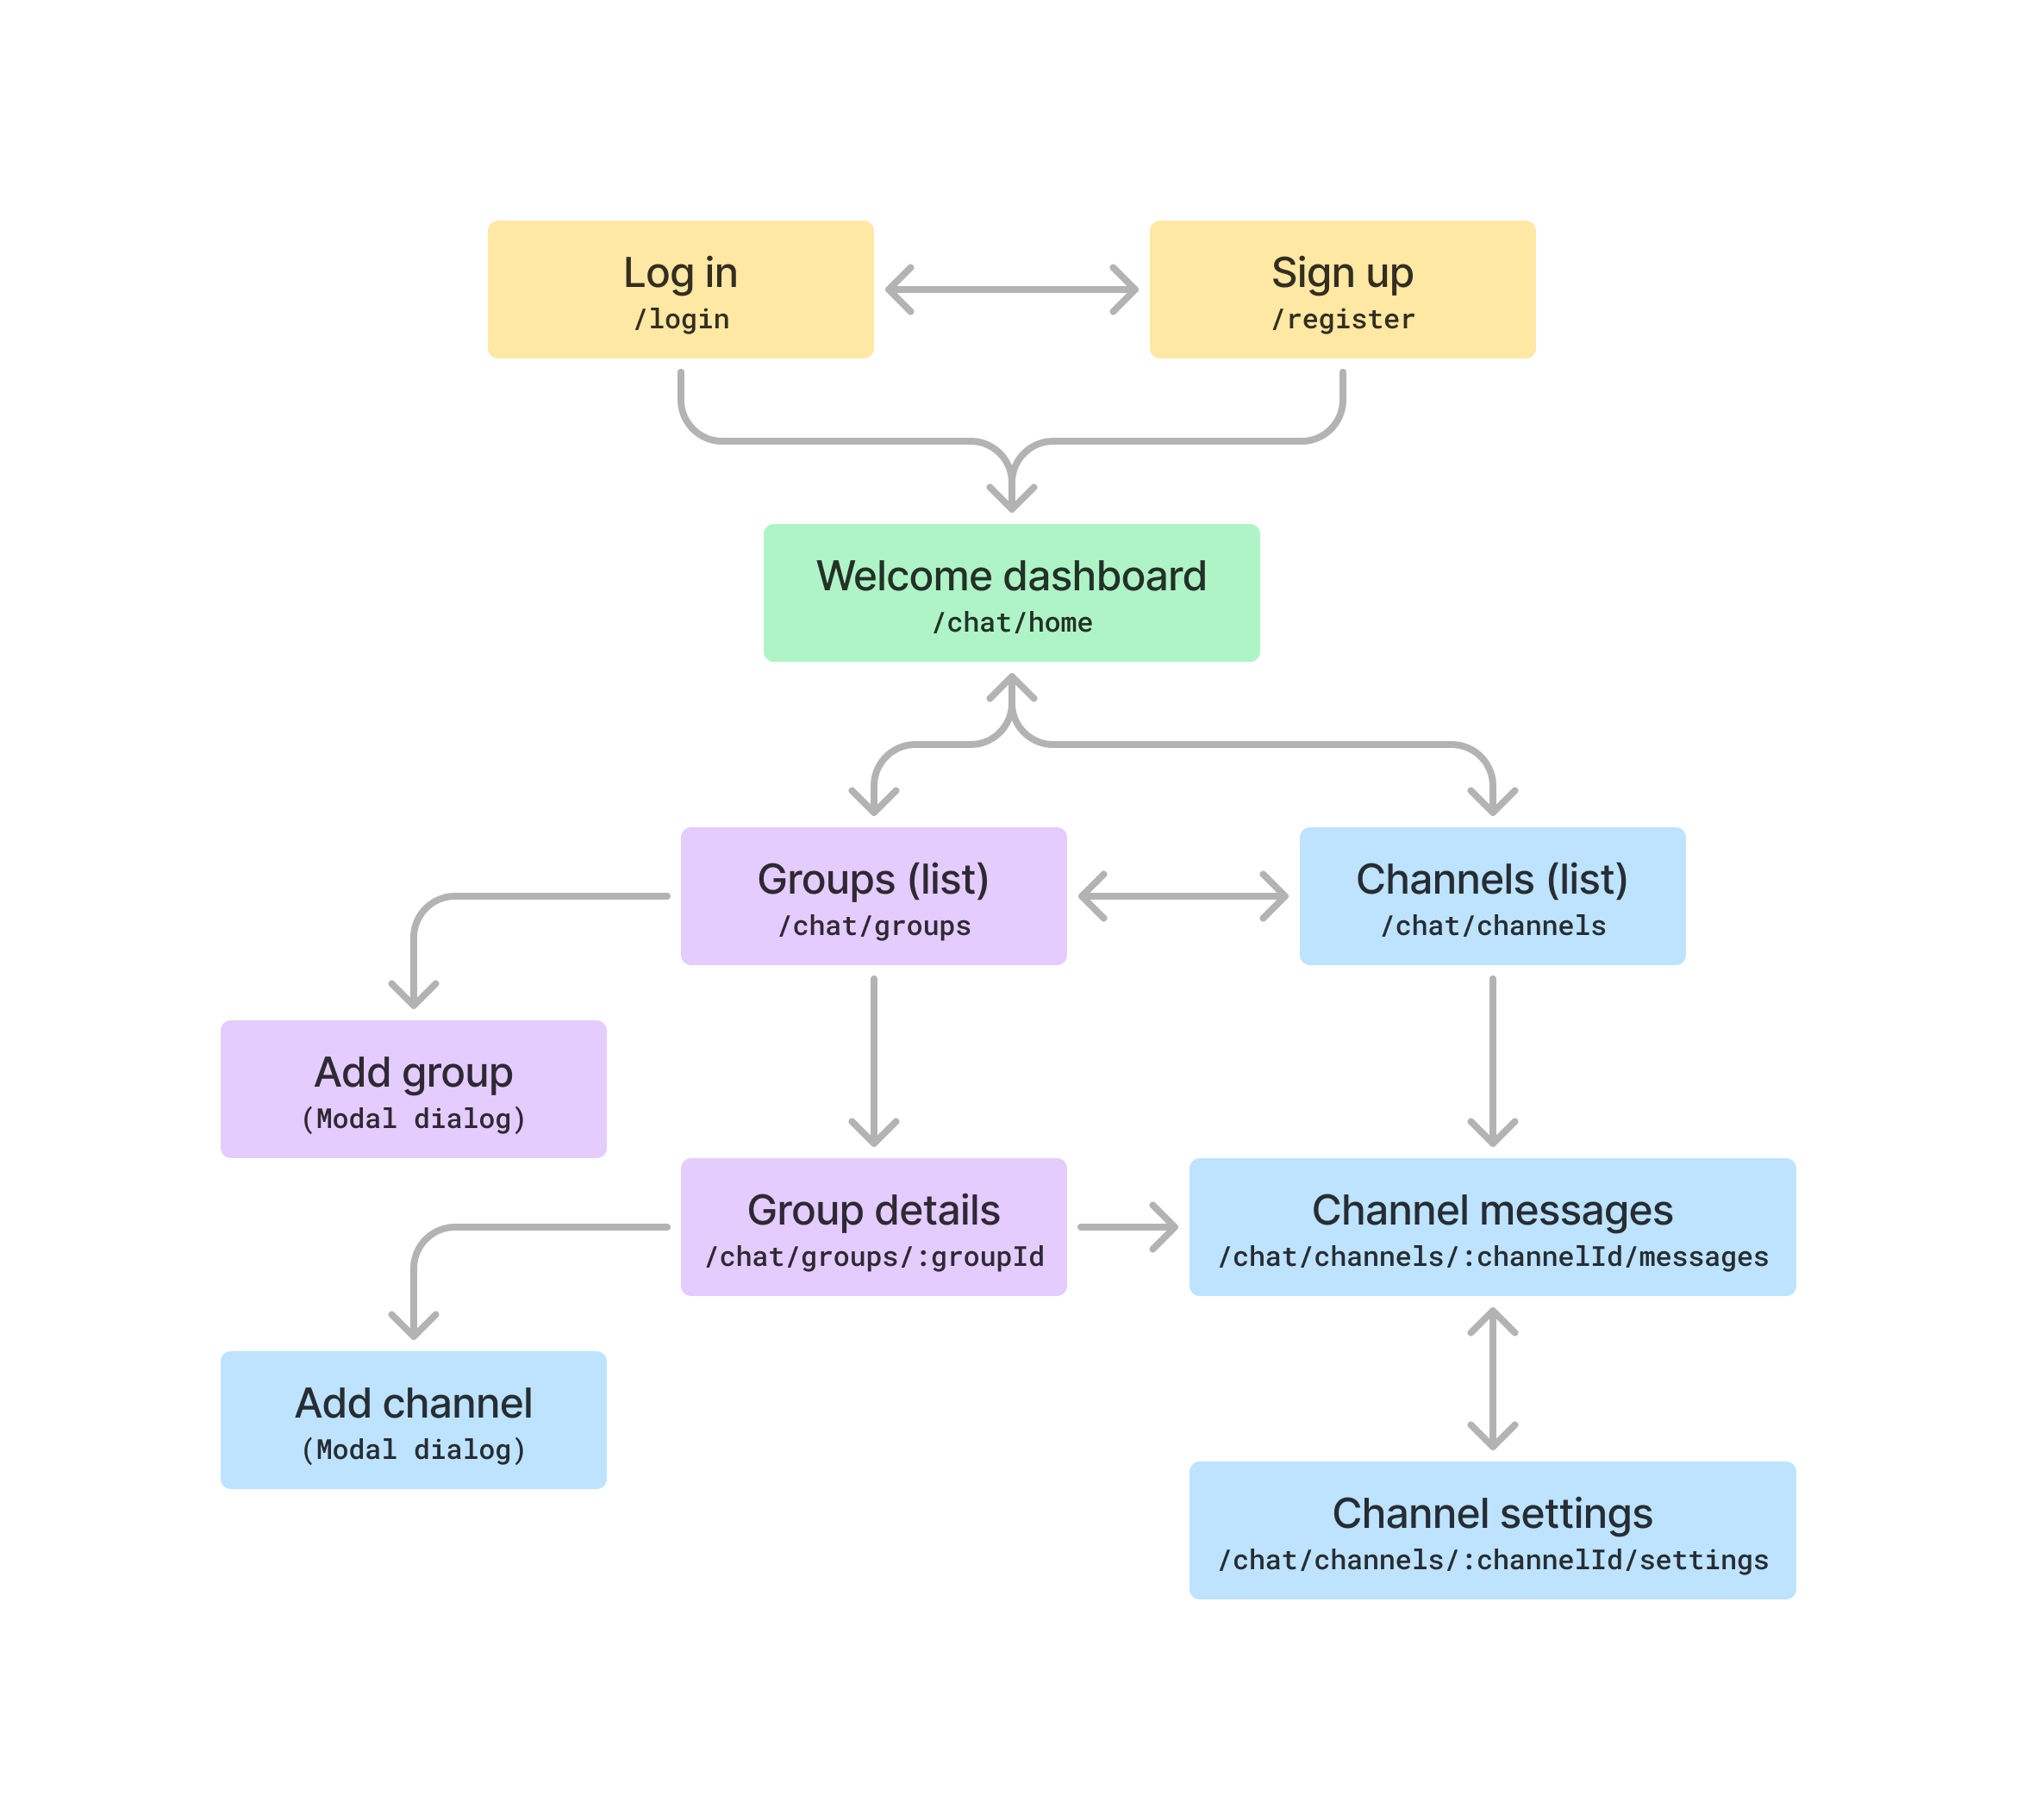 Log in
/login
Sign up
/register
Welcome dashboard
/chat/home
Groups (list)
/chat/groups
Channels (list)
/chat/channels
Add group
(Modal dialog)
Group details
/chat/groups/:groupId
Channel messages
/chat/channels/:channelId/messages
Add channel
(Modal dialog)
Channel settings
/chat/channels/:channelId/settings